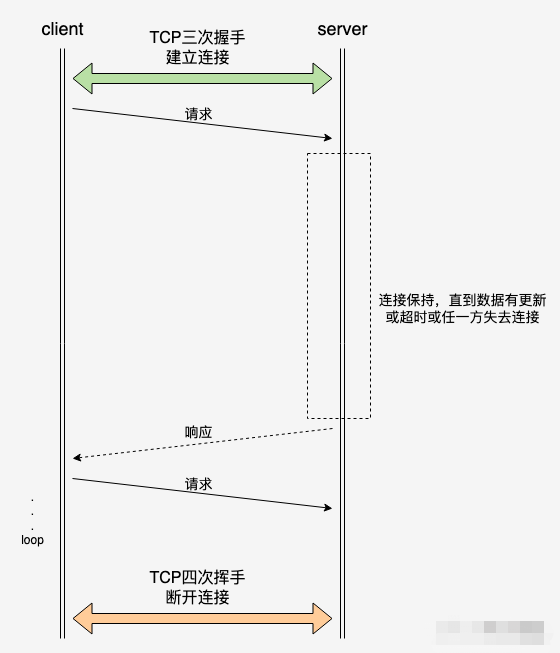 client
server
TCP三次握手
建立连接
请求
连接保持，直到数据有更新
或超时或任一方失去连接
响应
请求
.
.
.
loop
TCP四次挥手
断开连接